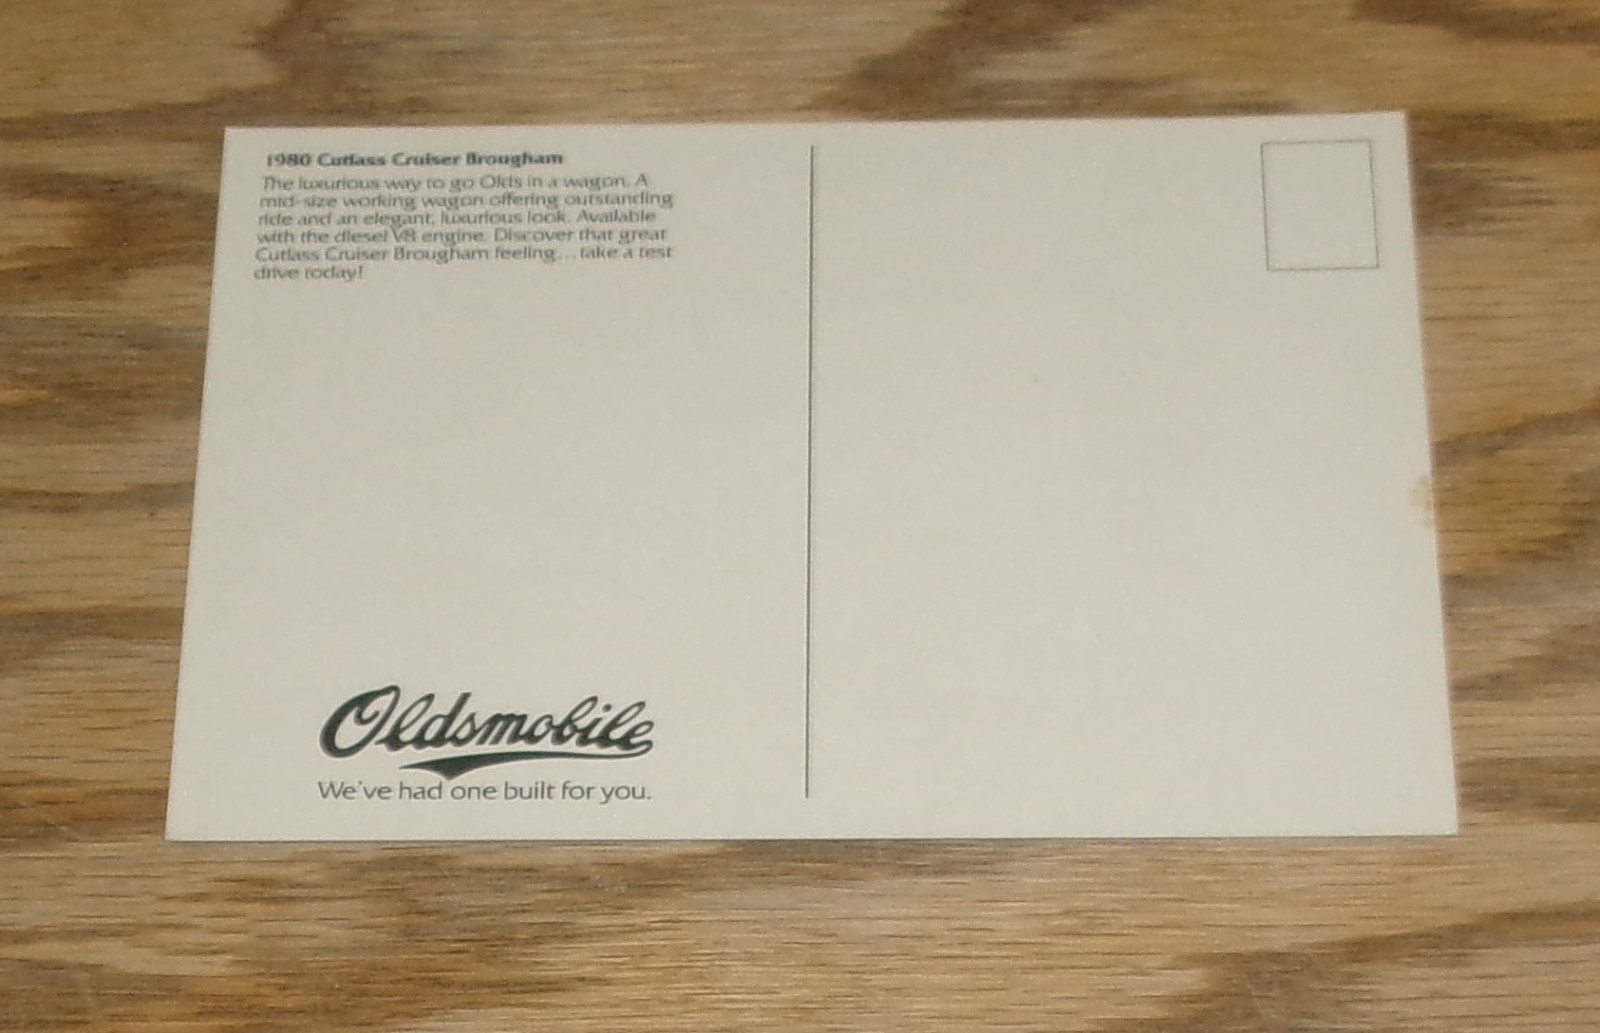 1980 Cutlass Cruiser Brougham
The luxurious way to go Olds in a wagon. A
mid-size working wagon offering outstanding
ride and an elegant, luxurious look. Available
with the diesel V8 engine. Discover that great
Cutlass Cruiser Brougham feeling...take a test
drive today!
Oldsmobile
We've had one built for you.